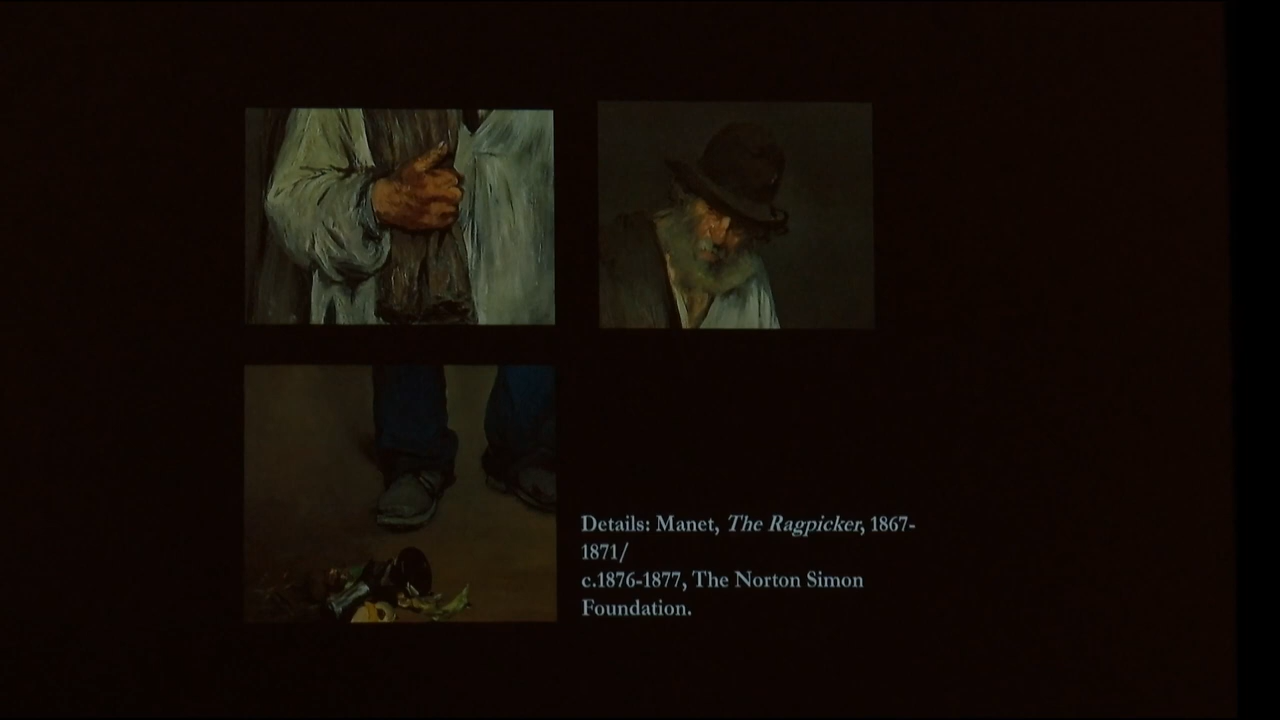 Details: Manet, The Ragpicker, 1867-
1871/
c.1876-1877, The Norton Simon
Foundation.